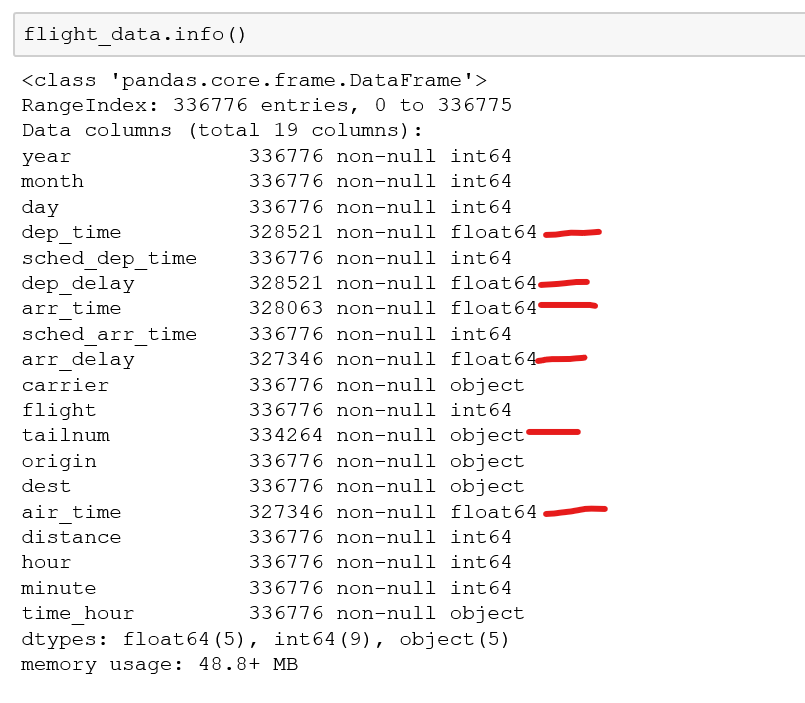 flight_data.info()
<class 'pandas.core.frame.DataFrame'>
RangeIndex: 336776 entries, 0 to 336775
Data columns (total 19 columns):
year 336776 non-null int64
month 336776 non-null int64
day 336776 non-null int64
dep_time 328521 non-null float64
sched_dep_time 336776 non-null int64
dep_delay 328521 non-null float64
arr_time 328063 non-null float64
sched_arr_time 336776 non-null int64
arr_delay 327346 non-null float64
carrier 336776 non-null object
flight 336776 non-null int64
tailnum 334264 non-null object
origin 336776 non-null object
dest 336776 non-null object
air_time 327346 non-null float64
distance 336776 non-null int64
hour 336776 non-null int64
minute 336776 non-null int64
time_hour 336776 non-null object
dtypes: float64(5), int64(9), object(5)
memory usage: 48.8+ MB